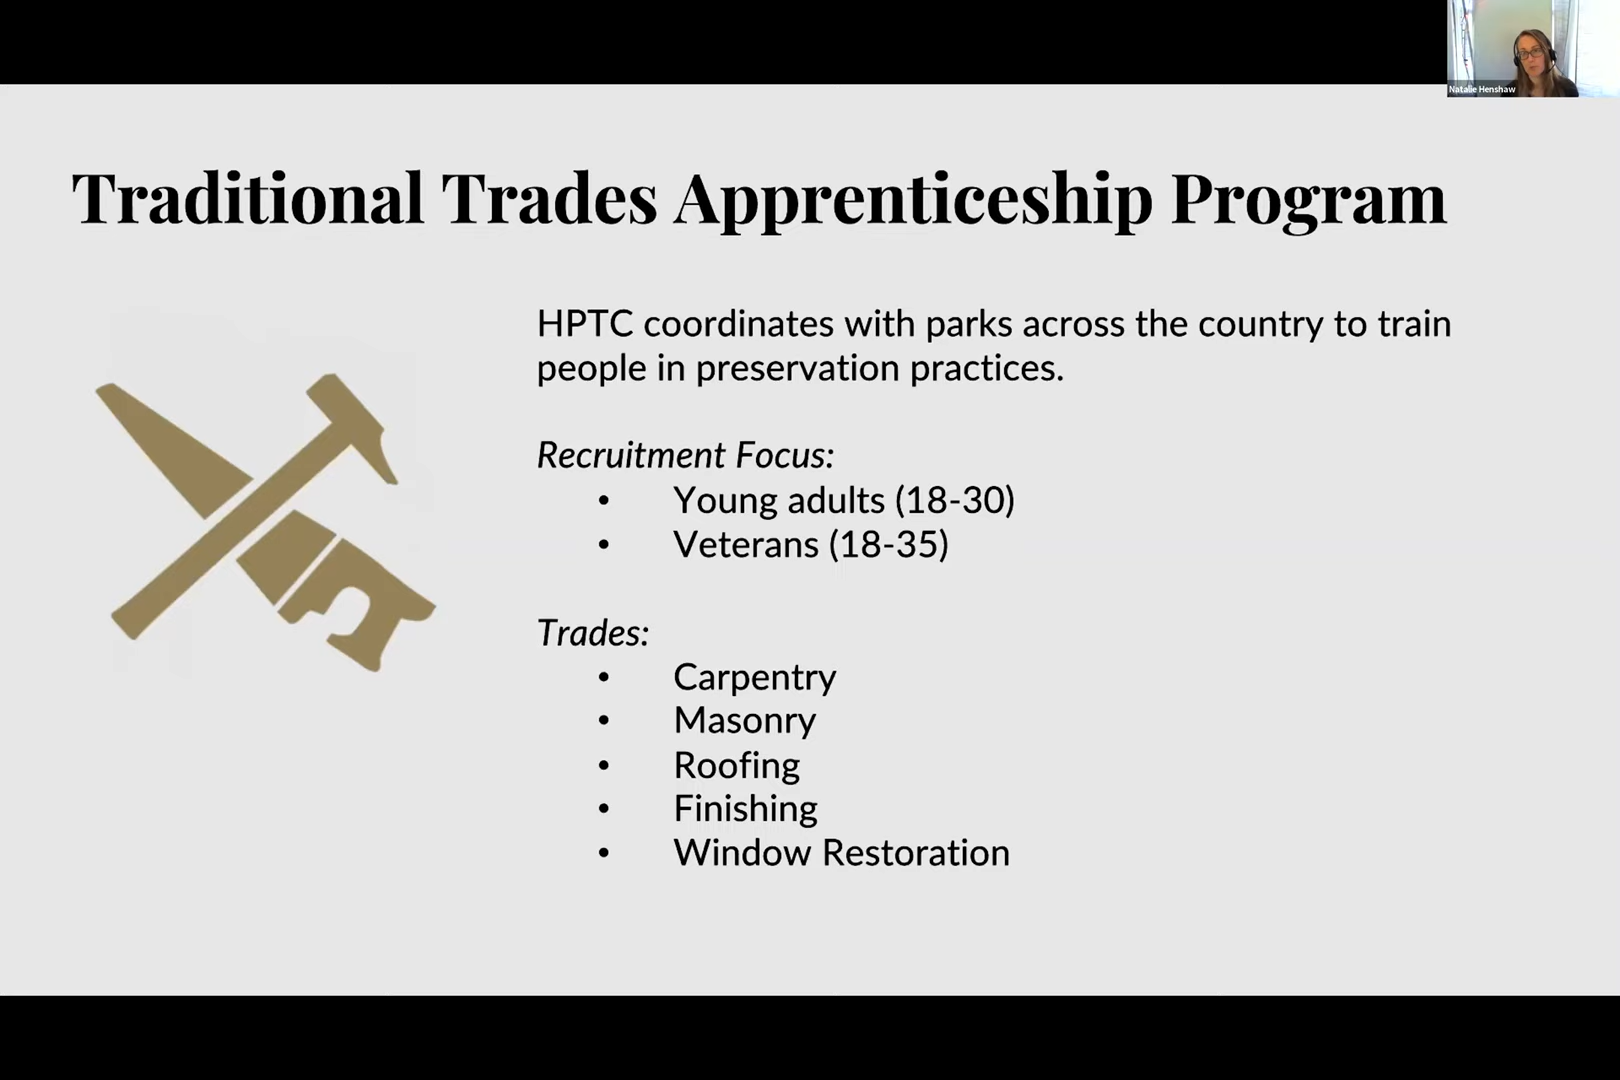 Natalie Henshaw
Traditional Trades Apprenticeship Program
HPTC coordinates with parks across the country to train
people in preservation practices.
Recruitment Focus:
• Young adults (18-30)
• Veterans (18-35)
Trades:
• Carpentry
• Masonry
• Roofing
• Finishing
• Window Restoration